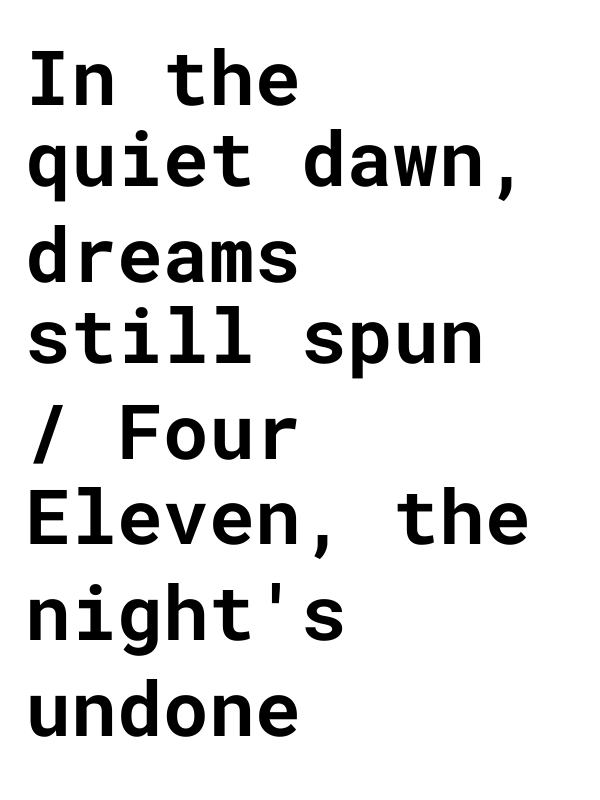 In the
quiet dawn,
dreams
still spun
/ Four
Eleven, the
night's
undone